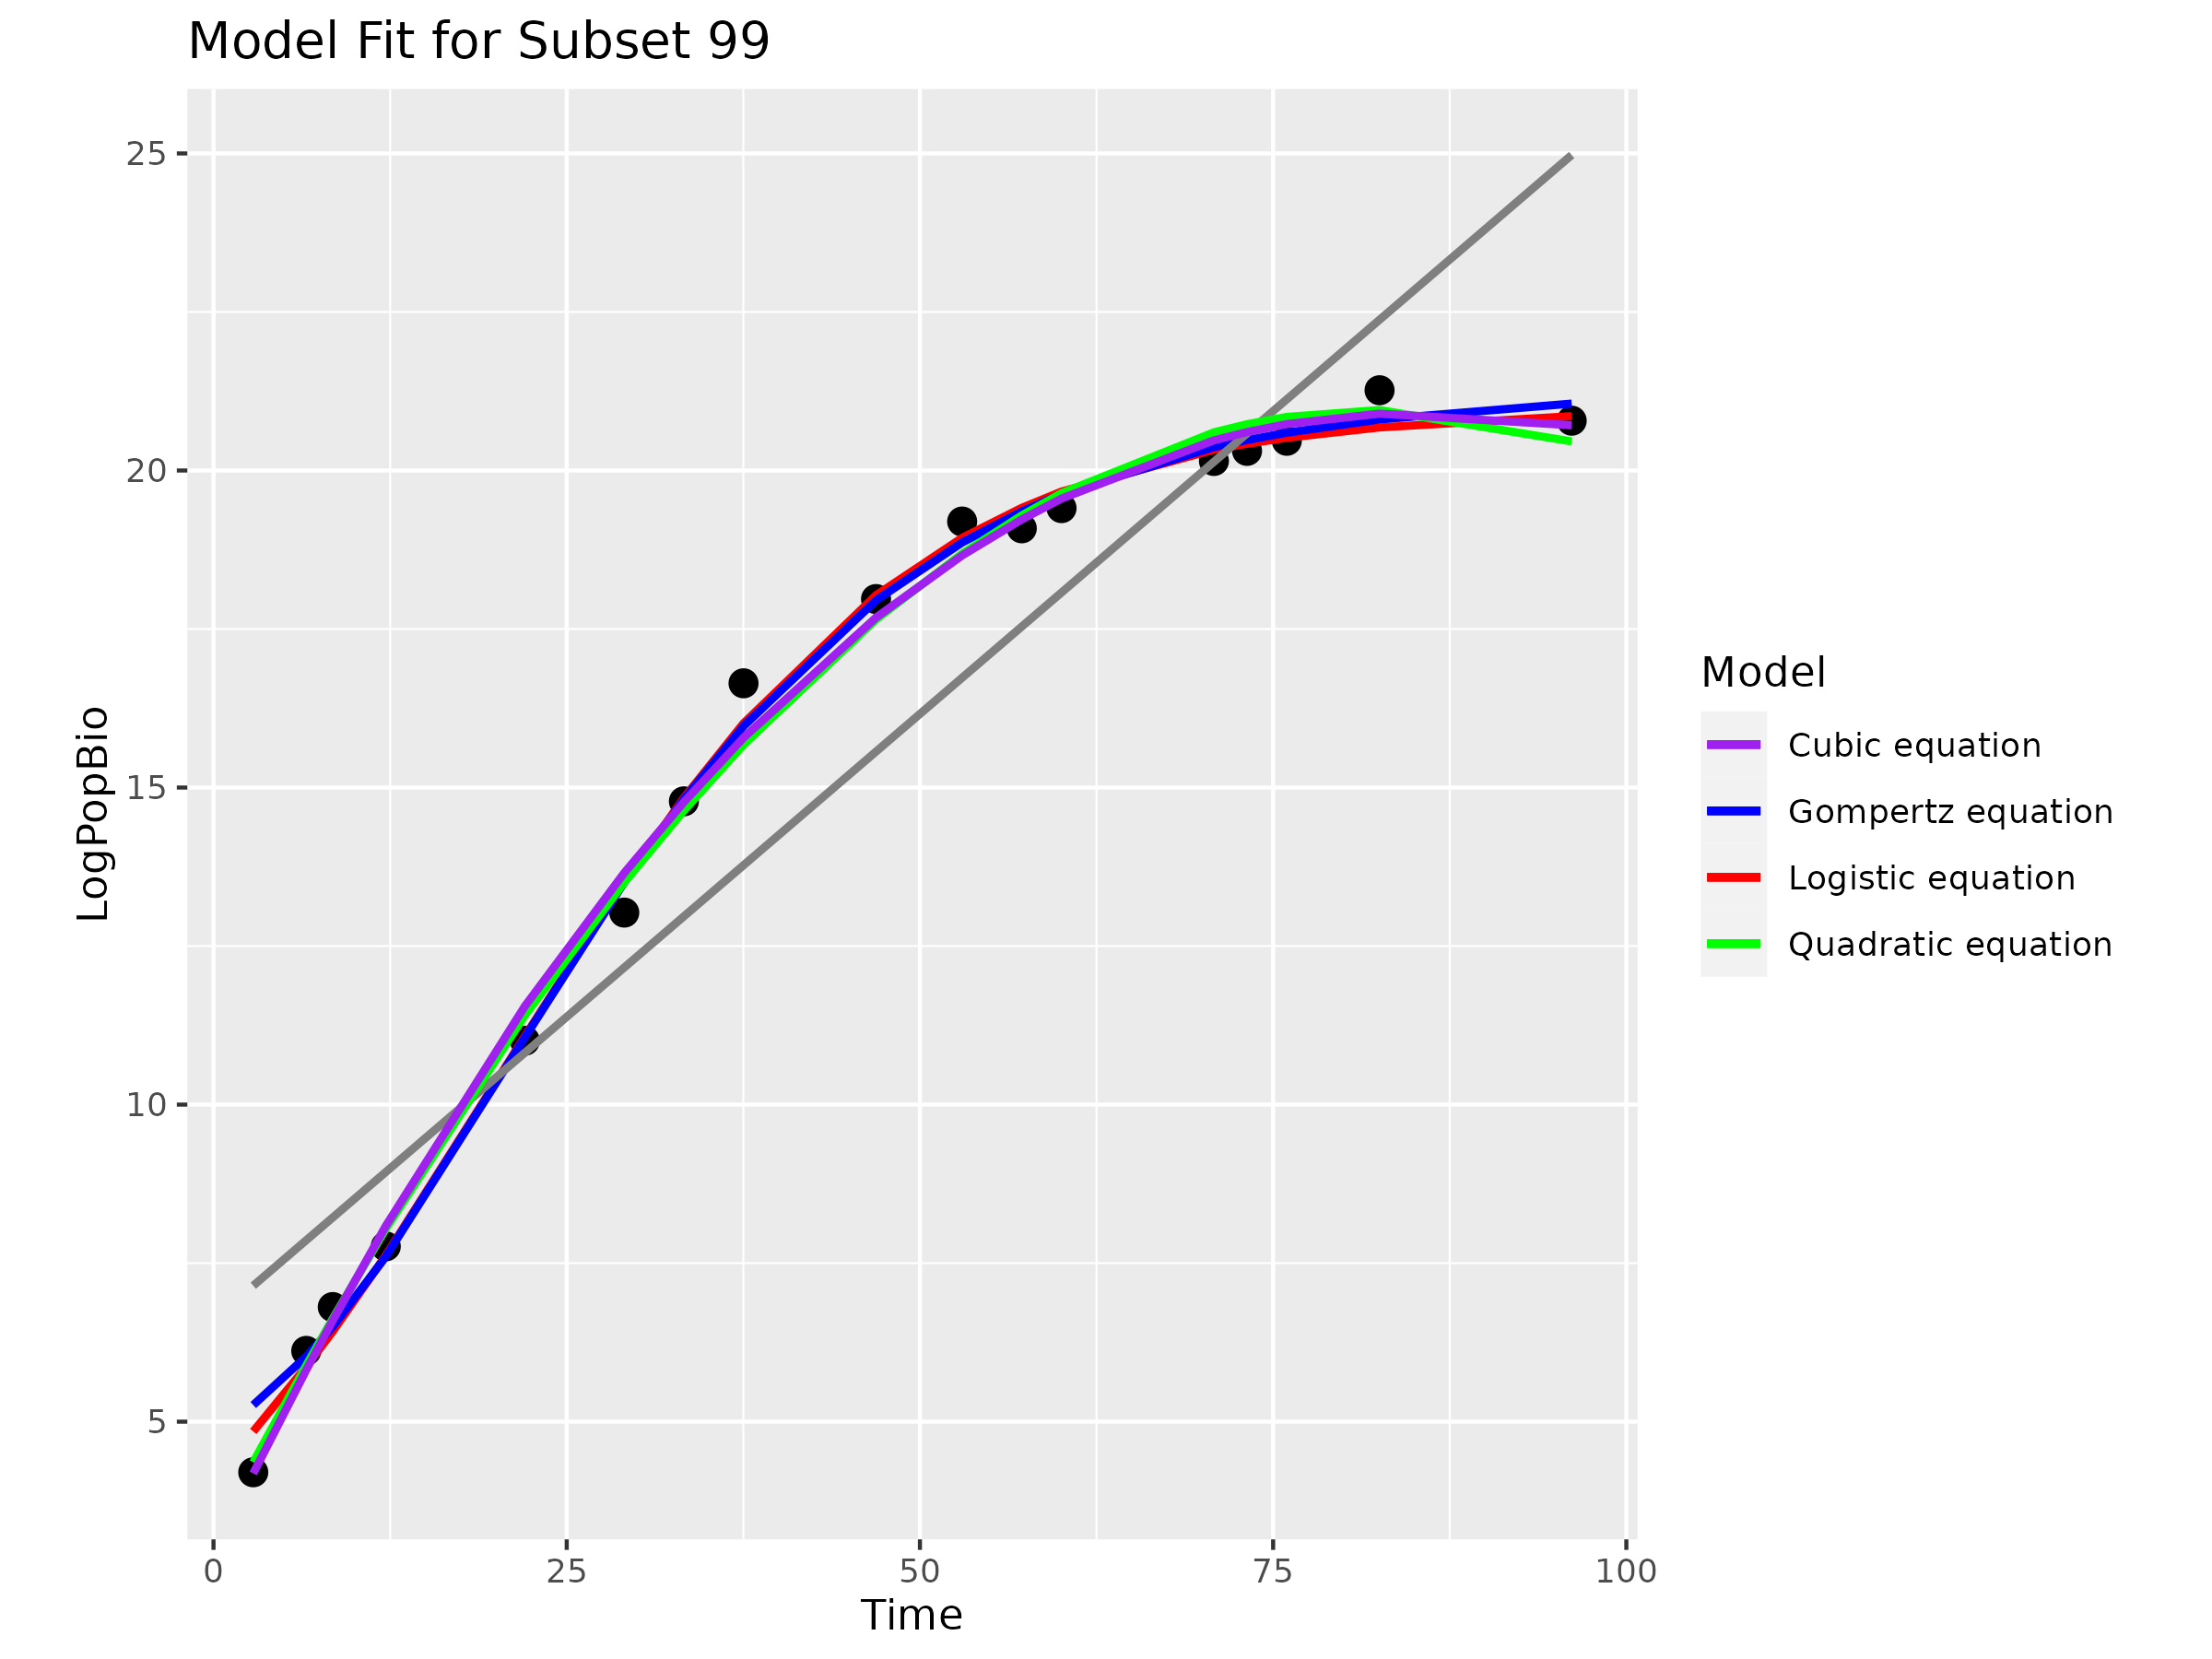 Model Fit for Subset 99
25
20
15
10
5
LogPopBio
0
25
50
75
100
Time
Model
Cubic equation
Gompertz equation
Logistic equation
Quadratic equation